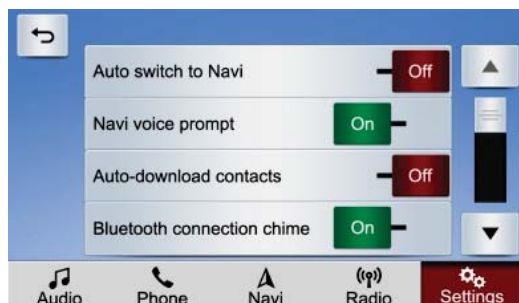 Auto switch to Navi Off
Navi voice prompt On
Auto-download contacts Off
Bluetooth connection chime On
Audio Phone Navi Radio Settings